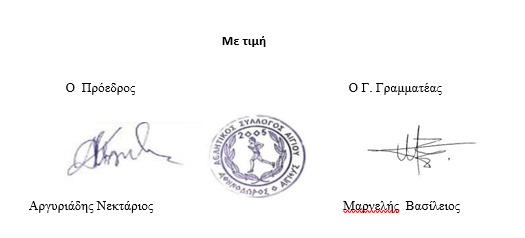 Με τιμή
Ο Πρόεδρος
Ο Γ. Γραμματέας
ΑΘΛΗΤΙΚΟΣ ΣΥΛΛΟΓΟΣ ΑΙΓΙΟΥ
2005
Αργυριάδης Νεκτάριος
Μαργελής Βασίλειος